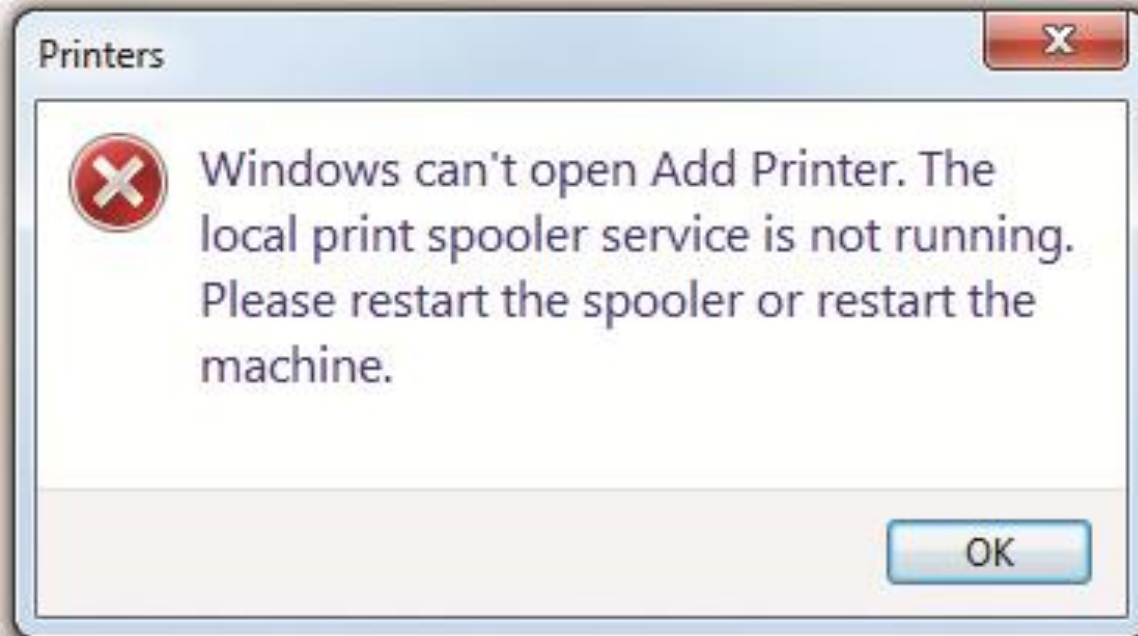 Printers
Windows can't open Add Printer. The
local print spooler service is not running.
Please restart the spooler or restart the
machine.
OK